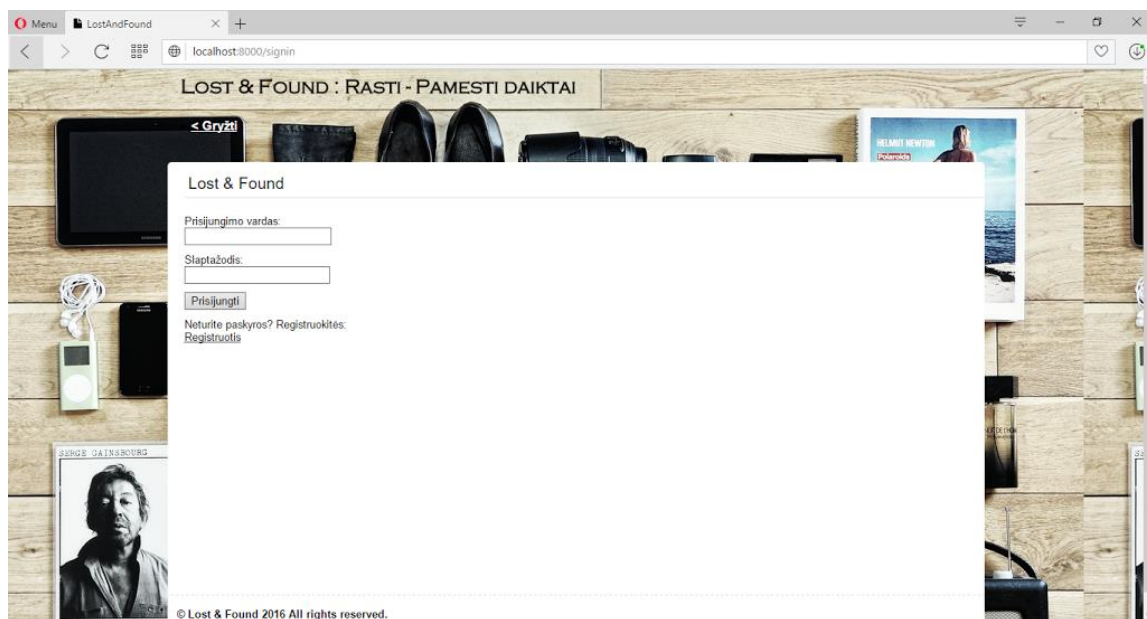 Menu
LostAndFound
localhost:8000/signin
LOST & FOUND : RASTI - PAMESTI DAIKTAI
< Gryžti
HELMUT NEWTON
Polaroids
Lost & Found
Prisijungimo vardas:
Slaptažodis:
Prisijungti
Neturite paskyros? Registruokitės:
Registruotis
SERGE GAINSBOURG
© Lost & Found 2016 All rights reserved.